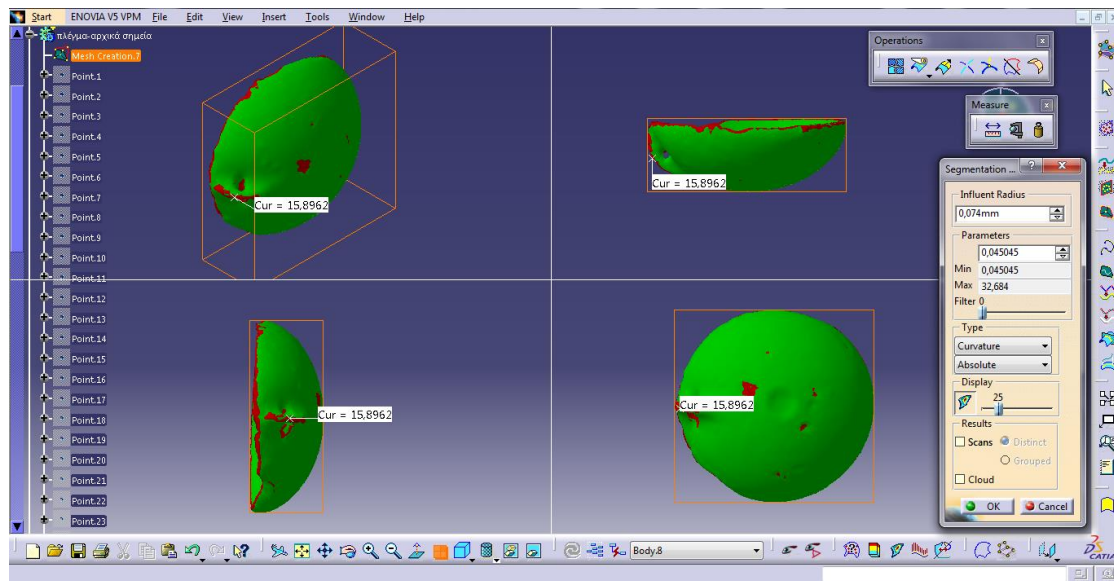 Start ENOVIA V5 VPM File Edit View Insert Tools Window Help
πλέγμα-αρχικά σημεία
Mesh Creation.7
Point.1
Point.2
Point.3
Point.4
Point.5
Point.6
Point.7
Point.8
Point.9
Point.10
Point.11
Point.12
Point.13
Point.14
Point.15
Point.16
Point.17
Point.18
Point.19
Point.20
Point.21
Point.22
Point.23
Cur = 15,8962
Cur = 15,8962
Cur = 15,8962
Cur = 15,8962
Operations
Measure
Segmentation ...
Influent Radius
0,074mm
Parameters
0,045045
Min 0,045045
Max 32,684
Filter 0
Type
Curvature
Absolute
Display
25
Results
Scans Distinct
Grouped
Cloud
OK Cancel
Body.8
CATIA